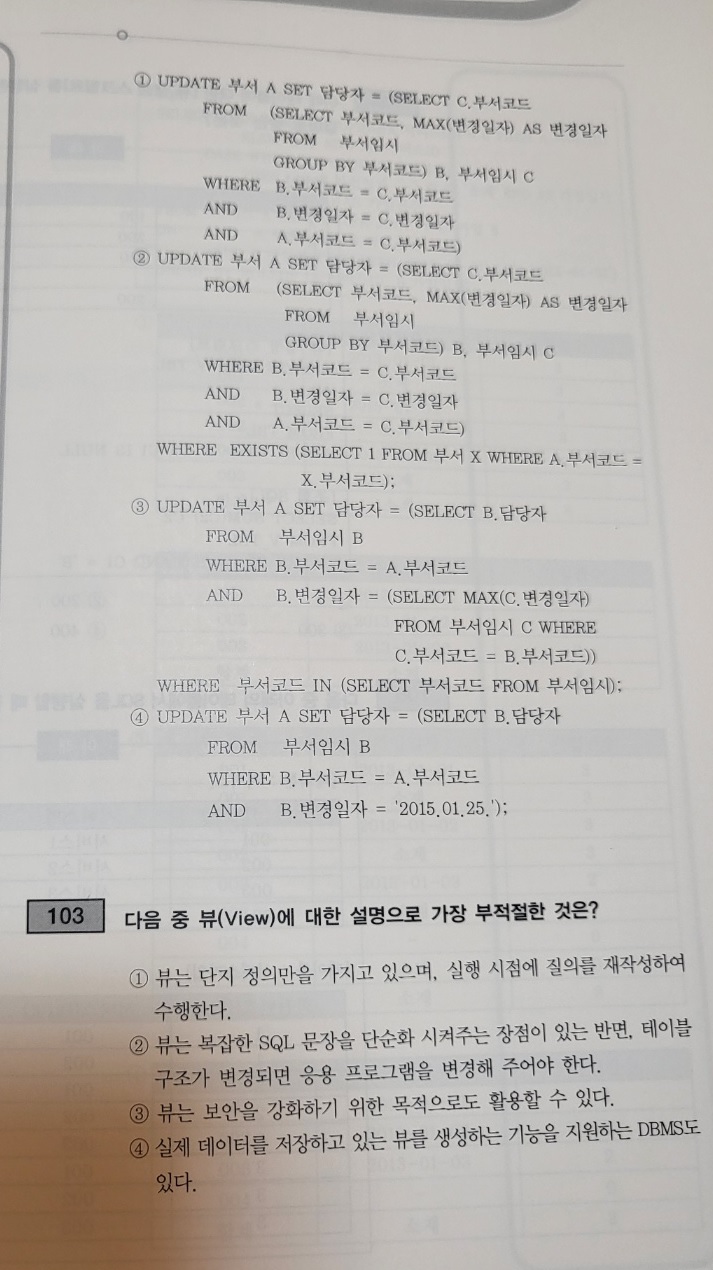 ① UPDATE 부서 A SET 담당자 = (SELECT C.부서코드
FROM (SELECT 부서코드, MAX(변경일자) AS 변경일자
FROM 부서임시
GROUP BY 부서코드) B, 부서임시 C
WHERE B.부서코드 = C.부서코드
AND B.변경일자 = C.변경일자
AND A.부서코드 = C.부서코드)
② UPDATE 부서 A SET 담당자 = (SELECT C.부서코드
FROM (SELECT 부서코드, MAX(변경일자) AS 변경일자
FROM 부서임시
GROUP BY 부서코드) B, 부서임시 C
WHERE B.부서코드 = C.부서코드
AND B.변경일자 = C.변경일자
AND A.부서코드 = C.부서코드)
WHERE EXISTS (SELECT 1 FROM 부서 X WHERE A.부서코드 =
X.부서코드);
③ UPDATE 부서 A SET 담당자 = (SELECT B.담당자
FROM 부서임시 B
WHERE B.부서코드 = A.부서코드
AND B.변경일자 = (SELECT MAX(C.변경일자)
FROM 부서임시 C WHERE
C.부서코드 = B.부서코드))
WHERE 부서코드 IN (SELECT 부서코드 FROM 부서임시);
④ UPDATE 부서 A SET 담당자 = (SELECT B.담당자
FROM 부서임시 B
WHERE B.부서코드 = A.부서코드
AND B.변경일자 = '2015.01.25.');
103 다음 중 뷰(View)에 대한 설명으로 가장 부적절한 것은?
① 뷰는 단지 정의만을 가지고 있으며, 실행 시점에 질의를 재작성하여
수행한다.
② 뷰는 복잡한 SQL 문장을 단순화 시켜주는 장점이 있는 반면, 테이블
구조가 변경되면 응용 프로그램을 변경해 주어야 한다.
③ 뷰는 보안을 강화하기 위한 목적으로도 활용할 수 있다.
④ 실제 데이터를 저장하고 있는 뷰를 생성하는 기능을 지원하는 DBMS도
있다.